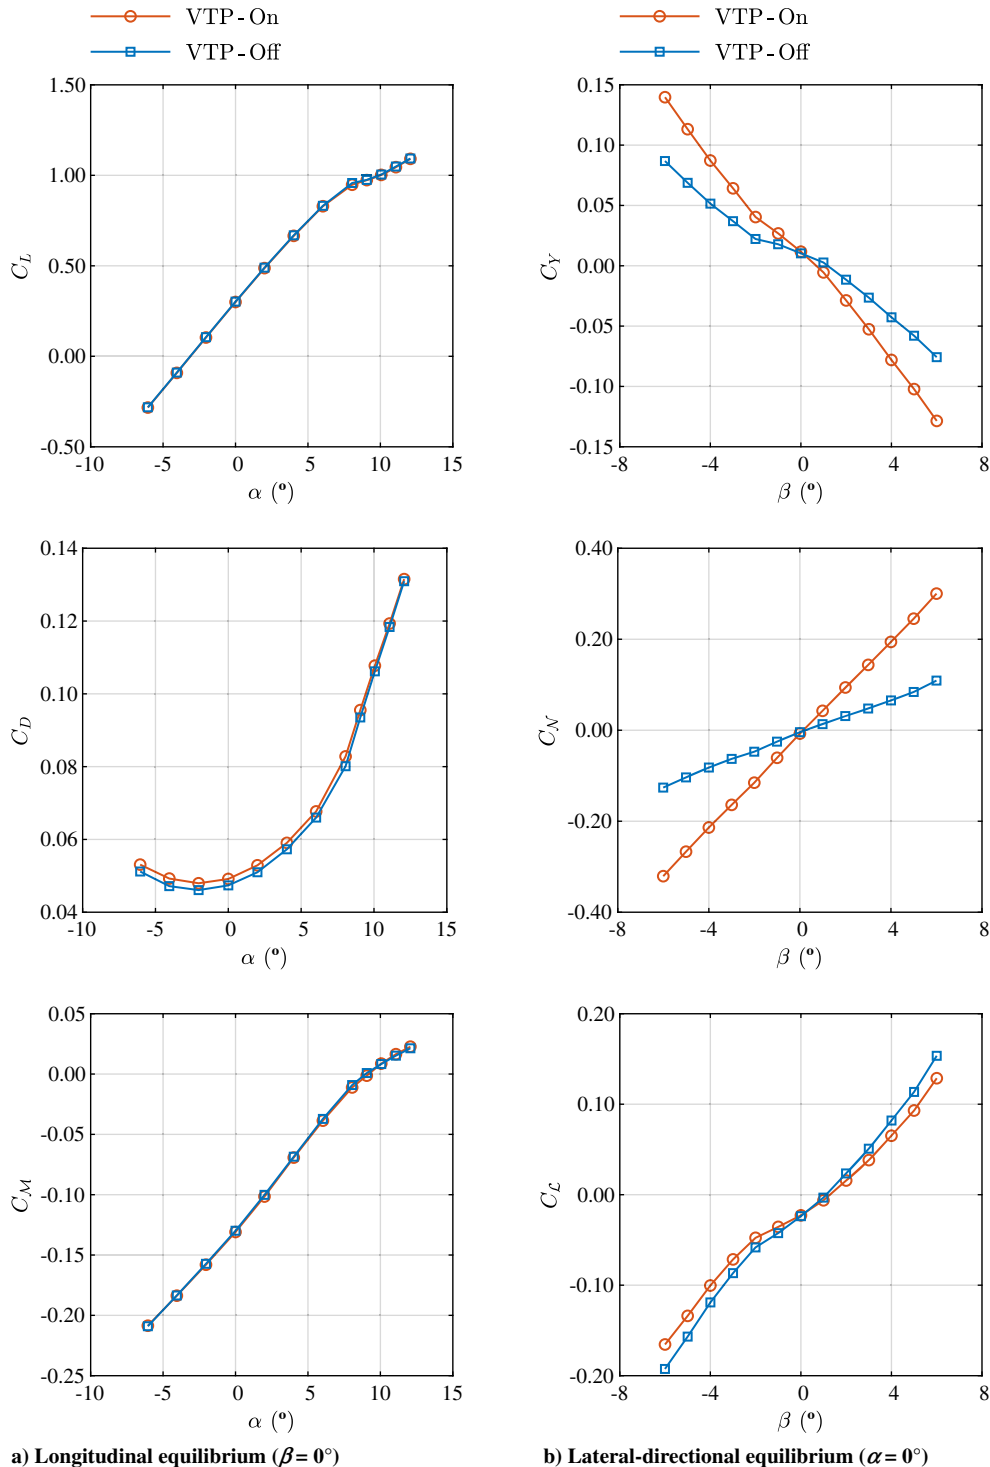 VTP - On
VTP - Off
1.50
1.00
0.50
0.00
-0.50
C_L
-10 -5 0 5 10 15
α (º)
0.14
0.12
0.10
0.08
0.06
0.04
C_D
-10 -5 0 5 10 15
α (º)
0.05
0.00
-0.05
-0.10
-0.15
-0.20
-0.25
C_ℳ
-10 -5 0 5 10 15
α (º)
a) Longitudinal equilibrium (β = 0°)
VTP - On
VTP - Off
0.15
0.10
0.05
0.00
-0.05
-0.10
-0.15
C_Y
-8 -4 0 4 8
β (º)
0.40
0.20
0.00
-0.20
-0.40
C_𝒩
-8 -4 0 4 8
β (º)
0.20
0.10
0.00
-0.10
-0.20
C_ℒ
-8 -4 0 4 8
β (º)
b) Lateral-directional equilibrium (α = 0°)